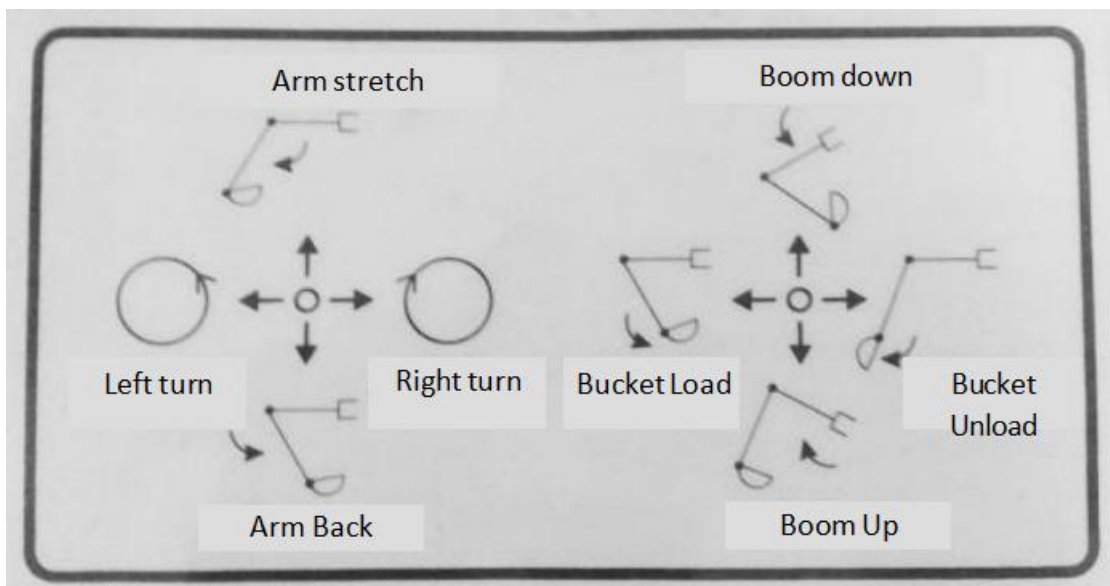 Arm stretch
Boom down
Left turn
Right turn
Bucket Load
Bucket
Unload
Arm Back
Boom Up